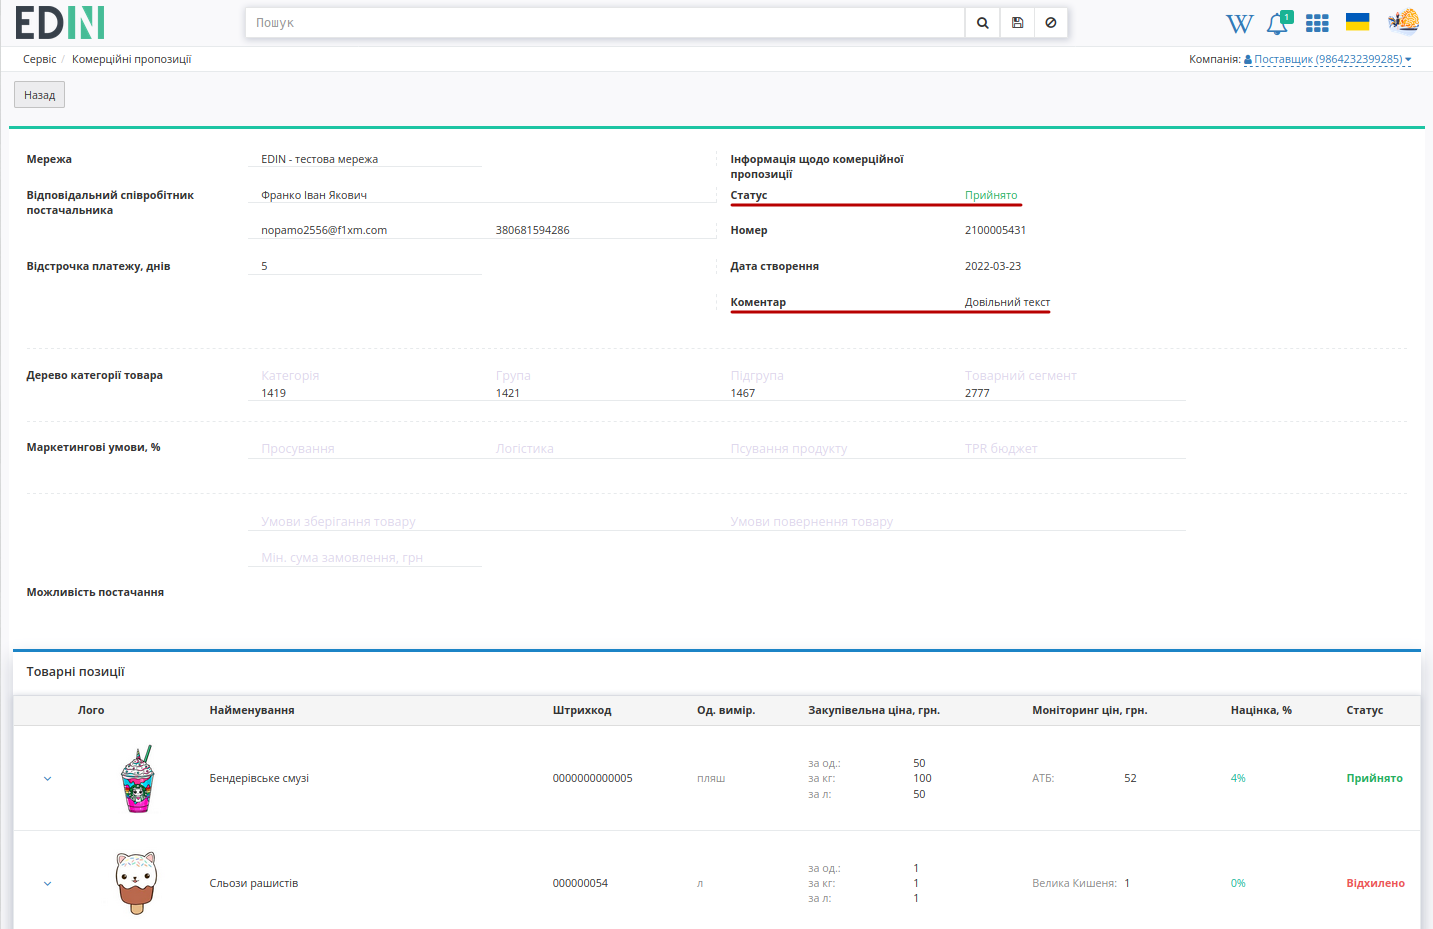 EDIN
Пошук
1
Сервіс / Комерційні пропозиції
Компанія: Поставщик (9864232399285)
Назад
Мережа
EDIN - тестова мережа
Інформація щодо комерційної
пропозиції
Відповідальний співробітник
постачальника
Франко Іван Якович
Статус
Прийнято
nopamo2556@f1xm.com
380681594286
Номер
2100005431
Відстрочка платежу, днів
5
Дата створення
2022-03-23
Коментар
Довільний текст
Дерево категорії товара
Категорія
Група
Підгрупа
Товарний сегмент
1419
1421
1467
2777
Маркетингові умови, %
Просування
Логістика
Псування продукту
TPR бюджет
Умови зберігання товару
Умови повернення товару
Мін. сума замовлення, грн
Можливість постачання
Товарні позиції
Лого
Найменування
Штрихкод
Од. вимір.
Закупівельна ціна, грн.
Моніторинг цін, грн.
Націнка, %
Статус
Бендерівське смузі
0000000000005
пляш
за од.: 50
за кг: 100
за л: 50
АТБ: 52
4%
Прийнято
Сльози рашистів
000000054
л
за од.: 1
за кг: 1
за л: 1
Велика Кишеня: 1
0%
Відхилено